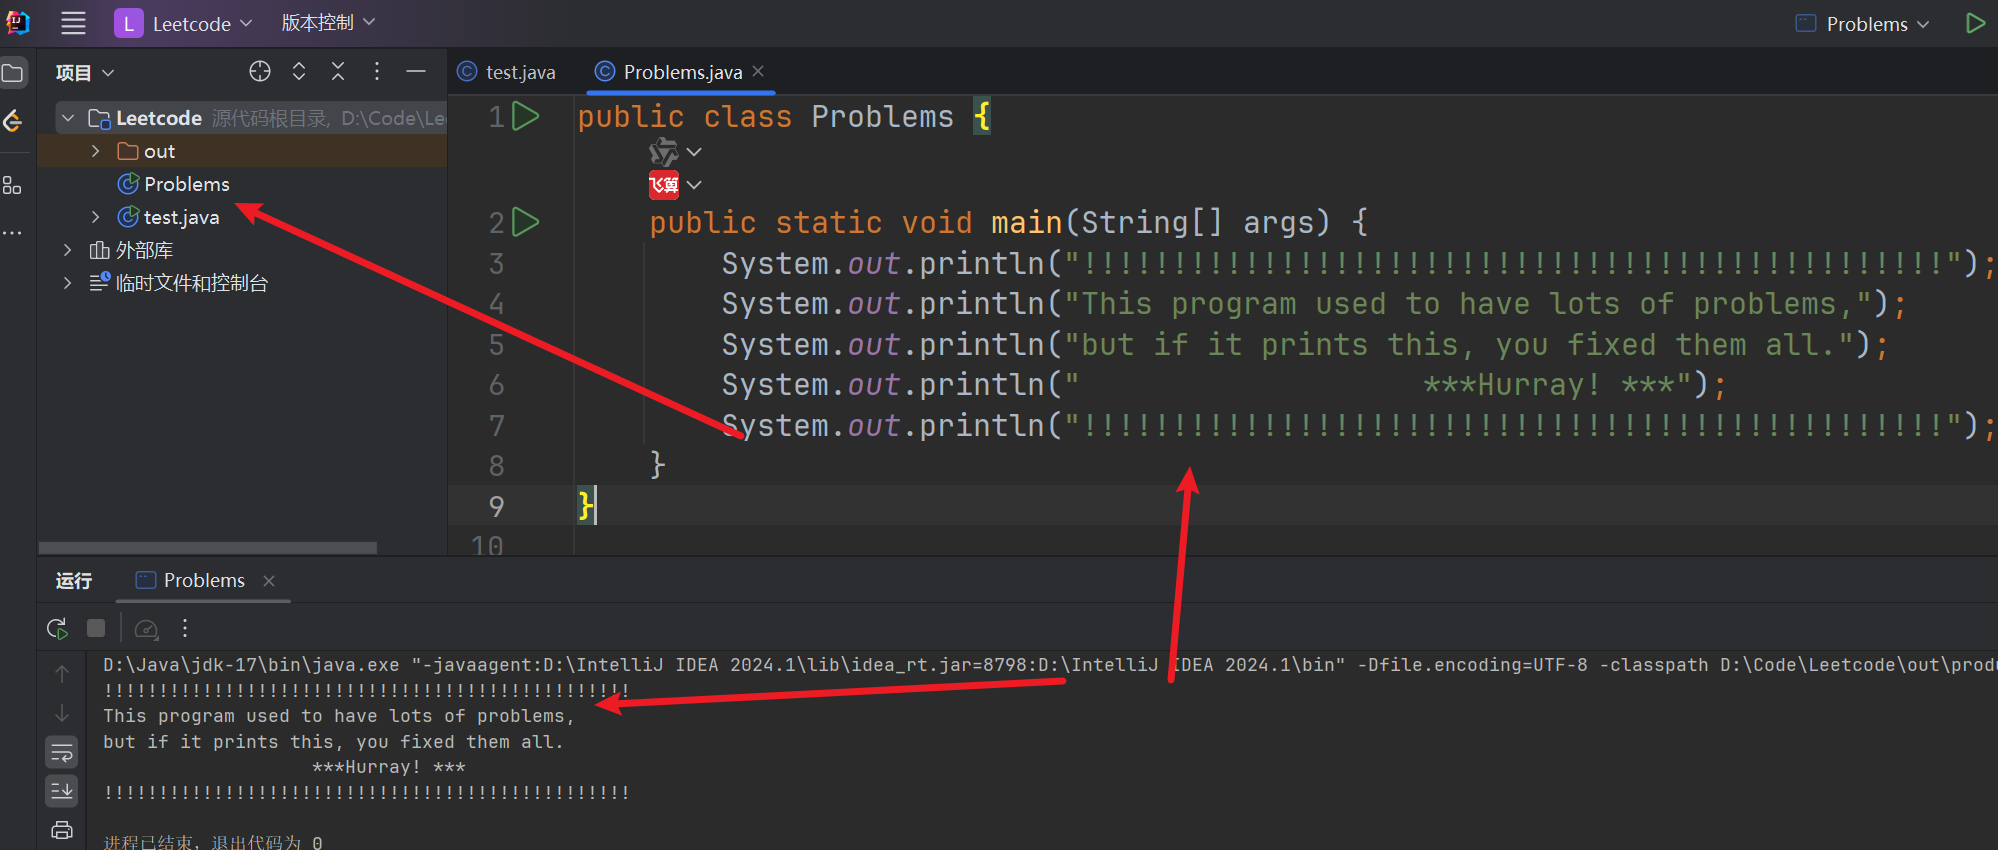 L Leetcode 版本控制 Problems
项目
test.java Problems.java
Leetcode 源代码根目录, D:\Code\Le
out
Problems
test.java
外部库
临时文件和控制台
1 public class Problems {
飞算
2 public static void main(String[] args) {
3 System.out.println("!!!!!!!!!!!!!!!!!!!!!!!!!!!!!!!!!!!!!!!!!!!!!!!!");
4 System.out.println("This program used to have lots of problems,");
5 System.out.println("but if it prints this, you fixed them all.");
6 System.out.println("                   ***Hurray! ***");
7 System.out.println("!!!!!!!!!!!!!!!!!!!!!!!!!!!!!!!!!!!!!!!!!!!!!!!!");
8 }
9 }
10
运行 Problems
D:\Java\jdk-17\bin\java.exe "-javaagent:D:\IntelliJ IDEA 2024.1\lib\idea_rt.jar=8798:D:\IntelliJ IDEA 2024.1\bin" -Dfile.encoding=UTF-8 -classpath D:\Code\Leetcode\out\produ
!!!!!!!!!!!!!!!!!!!!!!!!!!!!!!!!!!!!!!!!!!!!!!!!
This program used to have lots of problems,
but if it prints this, you fixed them all.
                   ***Hurray! ***
!!!!!!!!!!!!!!!!!!!!!!!!!!!!!!!!!!!!!!!!!!!!!!!!
进程已结束，退出代码为 0